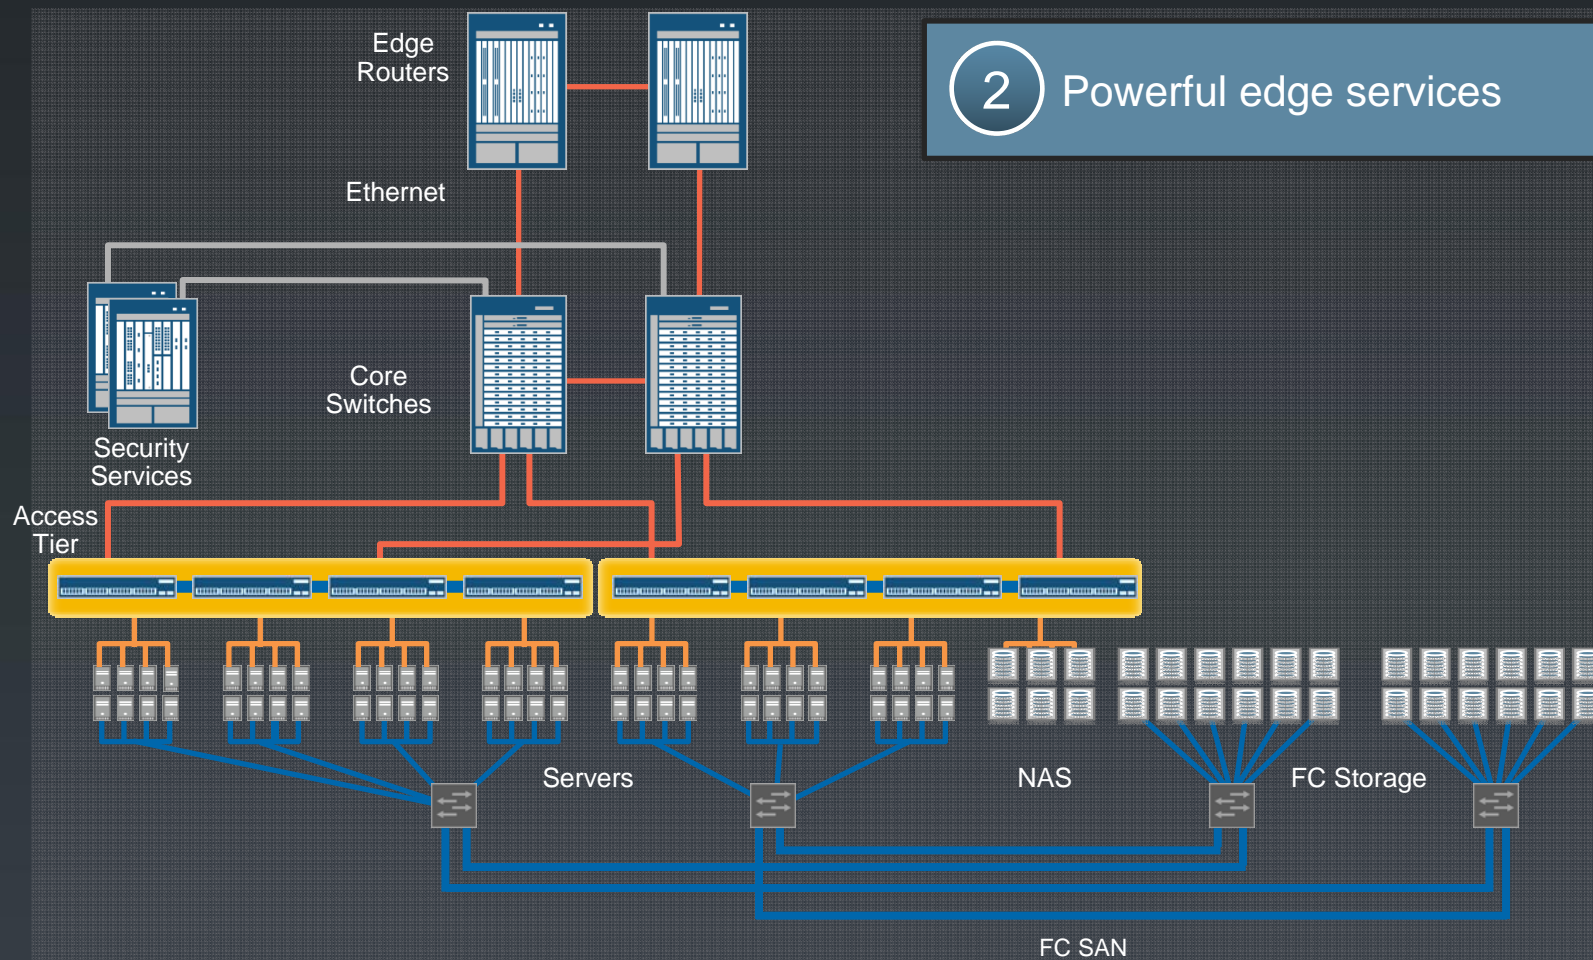 Edge
Routers
2
Powerful edge services
Ethernet
Core
Switches
Security
Services
Access
Tier
Servers
NAS
FC Storage
FC SAN